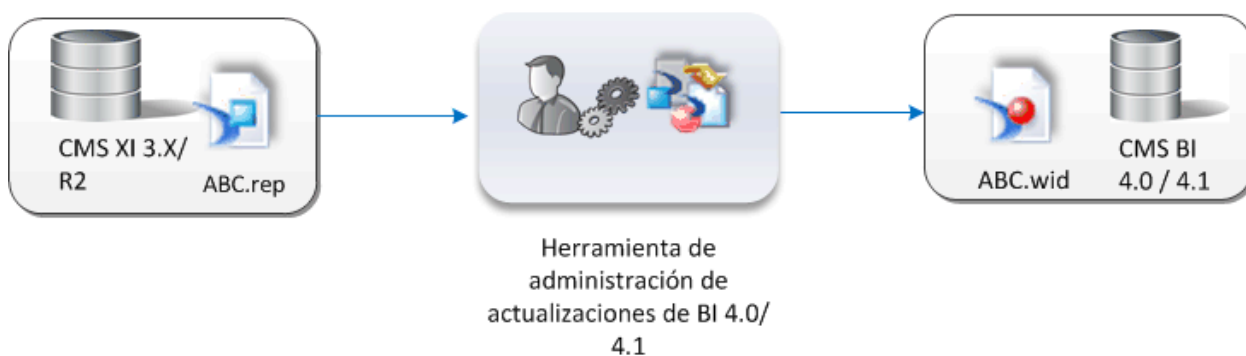 CMS XI 3.X/
R2
ABC.rep
Herramienta de
administración de
actualizaciones de BI 4.0/
4.1
ABC.wid
CMS BI
4.0 / 4.1